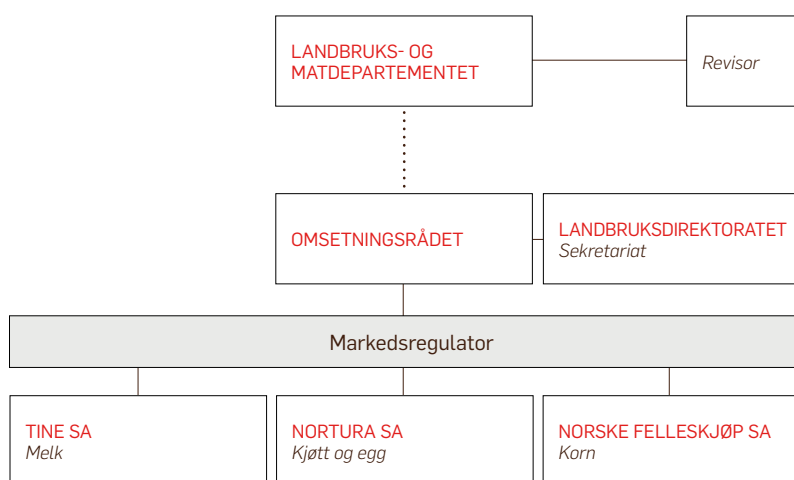 LANDBRUKS- OG
MATDEPARTEMENTET
Revisor
OMSETNINGSRÅDET
LANDBRUKSDIREKTORATET
Sekretariat
Markedsregulator
TINE SA
Melk
NORTURA SA
Kjøtt og egg
NORSKE FELLESKJØP SA
Korn